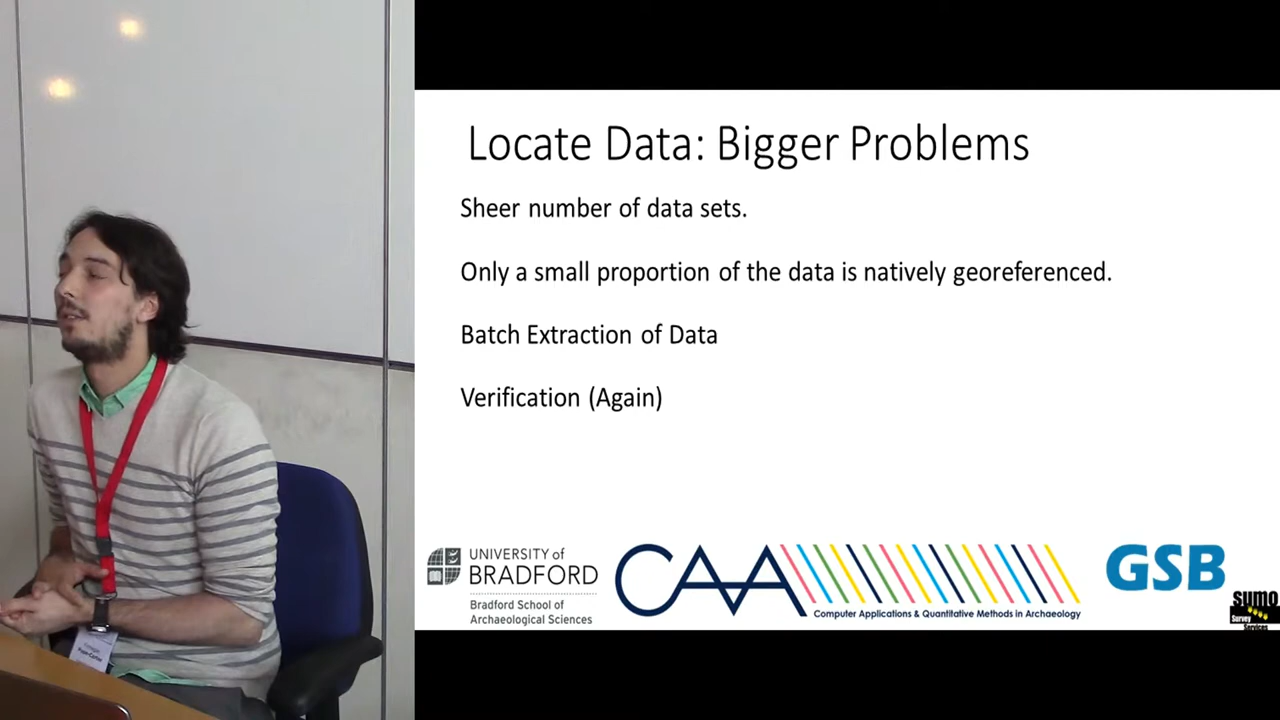 Locate Data: Bigger Problems
Sheer number of data sets.
Only a small proportion of the data is natively georeferenced.
Batch Extraction of Data
Verification (Again)
UNIVERSITY of
BRADFORD
Bradford School of
Archaeological Sciences
CAA
Computer Applications & Quantitative Methods in Archaeology
GSB
sumo
Survey
Services